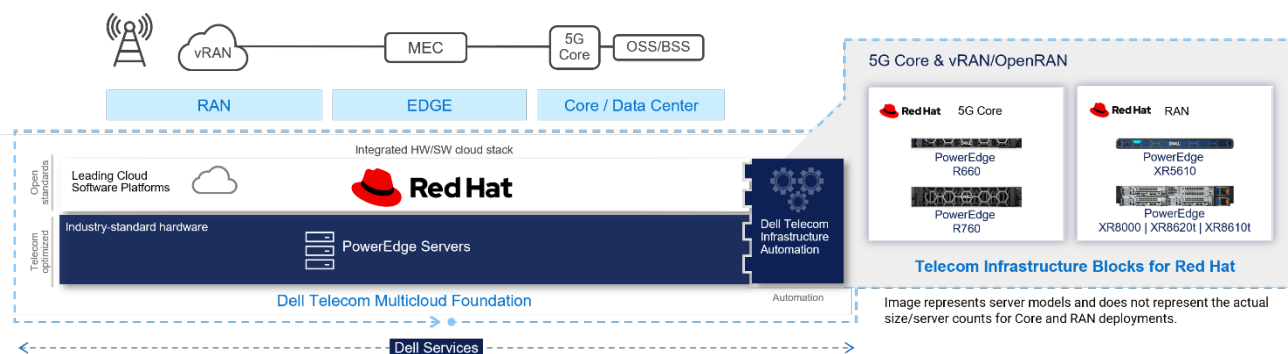 vRAN
MEC
5G
Core
OSS/BSS
RAN
EDGE
Core / Data Center
Integrated HW/SW cloud stack
Open
standards
Leading Cloud
Software Platforms
Red Hat
Telecom
optimized
Industry-standard hardware
PowerEdge Servers
Dell Telecom
Infrastructure
Automation
Dell Telecom Multicloud Foundation
Automation
Dell Services
5G Core & vRAN/OpenRAN
Red Hat 5G Core
PowerEdge
R660
PowerEdge
R760
Red Hat RAN
PowerEdge
XR5610
PowerEdge
XR8000 | XR8620t | XR8610t
Telecom Infrastructure Blocks for Red Hat
Image represents server models and does not represent the actual
size/server counts for Core and RAN deployments.